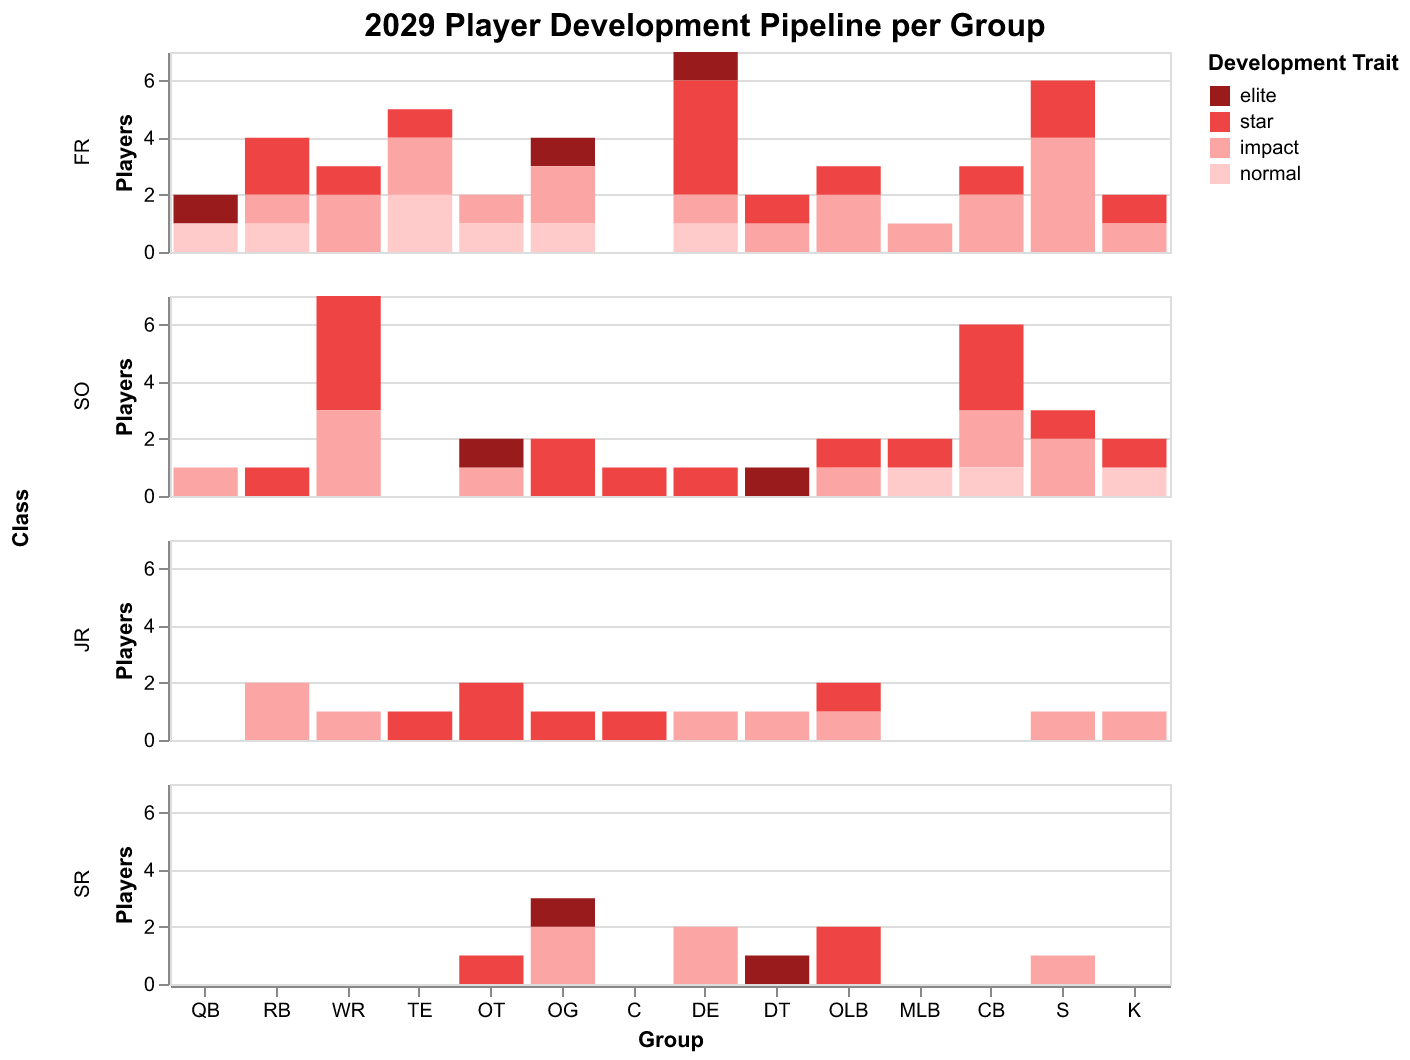 2029 Player Development Pipeline per Group
Development Trait
elite
star
impact
normal
Class
FR
Players
6
4
2
0
SO
Players
6
4
2
0
JR
Players
6
4
2
0
SR
Players
6
4
2
0
QB RB WR TE OT OG C DE DT OLB MLB CB S K
Group